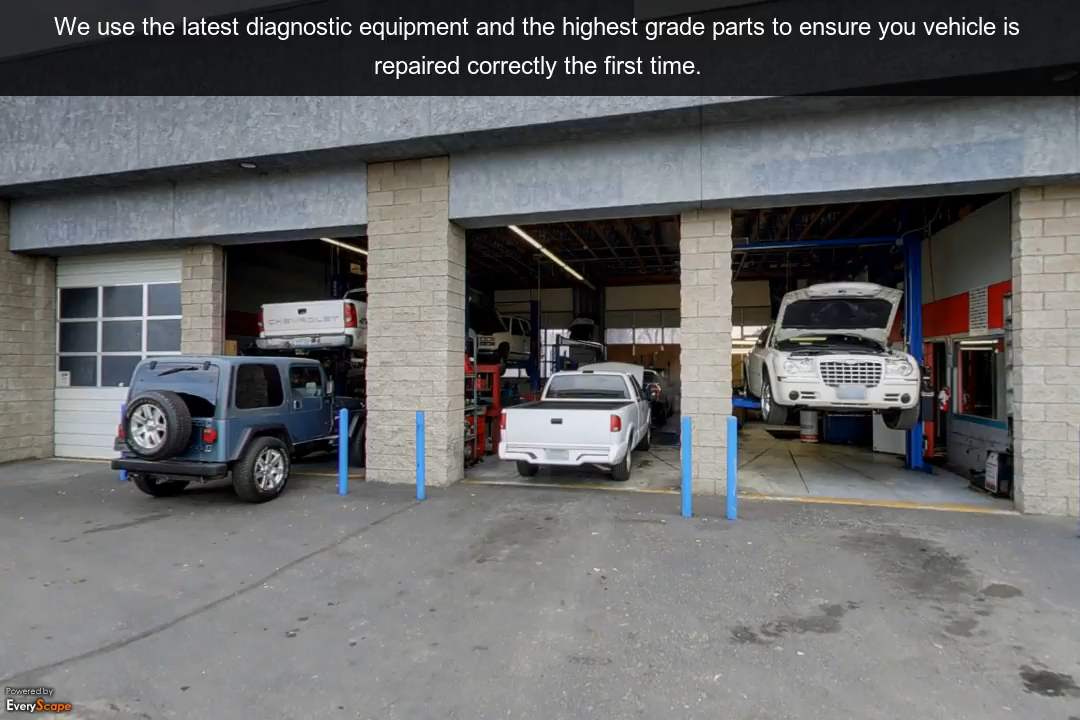 We use the latest diagnostic equipment and the highest grade parts to ensure you vehicle is
repaired correctly the first time.
CHEVROLET
Powered by
EveryScape